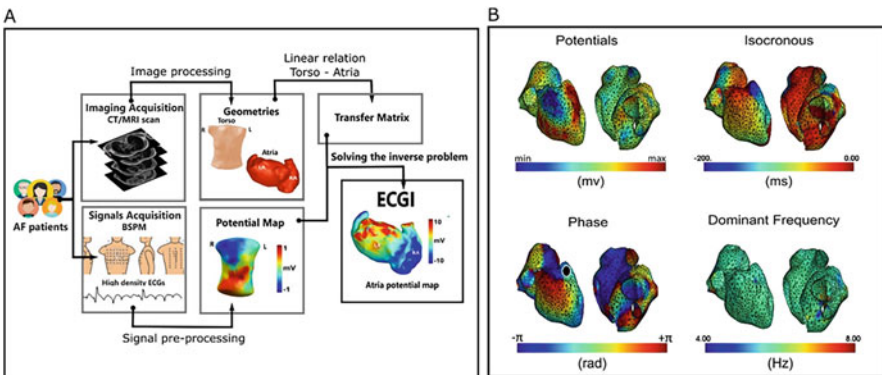 A
Image processing
Linear relation
Torso - Atria
Imaging Acquisition
CT/MRI scan
Geometries
Torso
R
L
Atria
Transfer Matrix
Solving the inverse problem
AF patients
Signals Acquisition
BSPM
High density ECGs
Potential Map
R
L
1
mV
-1
ECGI
10
mV
-10
Atria potential map
Signal pre-processing
B
Potentials
Isocronous
min
max
(mv)
-200.
0.00
(ms)
Phase
Dominant Frequency
-π
+π
(rad)
4.00
8.00
(Hz)